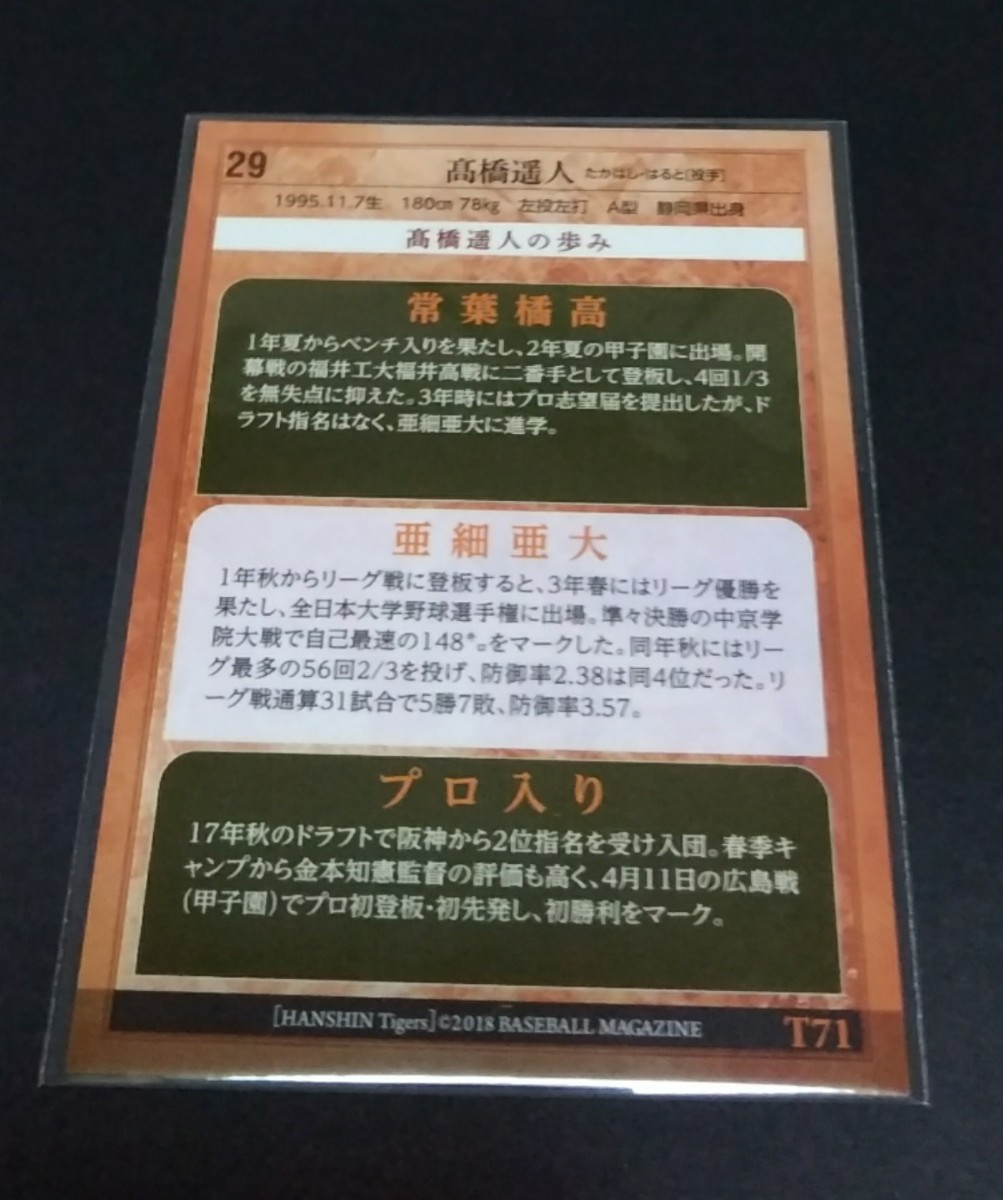 29
髙橋遥人 たかはし・はると[投手]
1995.11.7生 180㎝ 78㎏ 左投左打 A型 静岡県出身
髙橋遥人の歩み
常葉橘高
1年夏からベンチ入りを果たし、2年夏の甲子園に出場。開
幕戦の福井工大福井高戦に二番手として登板し、4回1/3
を無失点に抑えた。3年時にはプロ志望届を提出したが、ド
ラフト指名はなく、亜細亜大に進学。
亜細亜大
1年秋からリーグ戦に登板すると、3年春にはリーグ優勝を
果たし、全日本大学野球選手権に出場。準々決勝の中京学
院大戦で自己最速の148㌔をマークした。同年秋にはリー
グ最多の56回2/3を投げ、防御率2.38は同4位だった。リ
ーグ戦通算31試合で5勝7敗、防御率3.57。
プロ入り
17年秋のドラフトで阪神から2位指名を受け入団。春季キ
ャンプから金本知憲監督の評価も高く、4月11日の広島戦
(甲子園)でプロ初登板・初先発し、初勝利をマーク。
[HANSHIN Tigers]©2018 BASEBALL MAGAZINE
T71